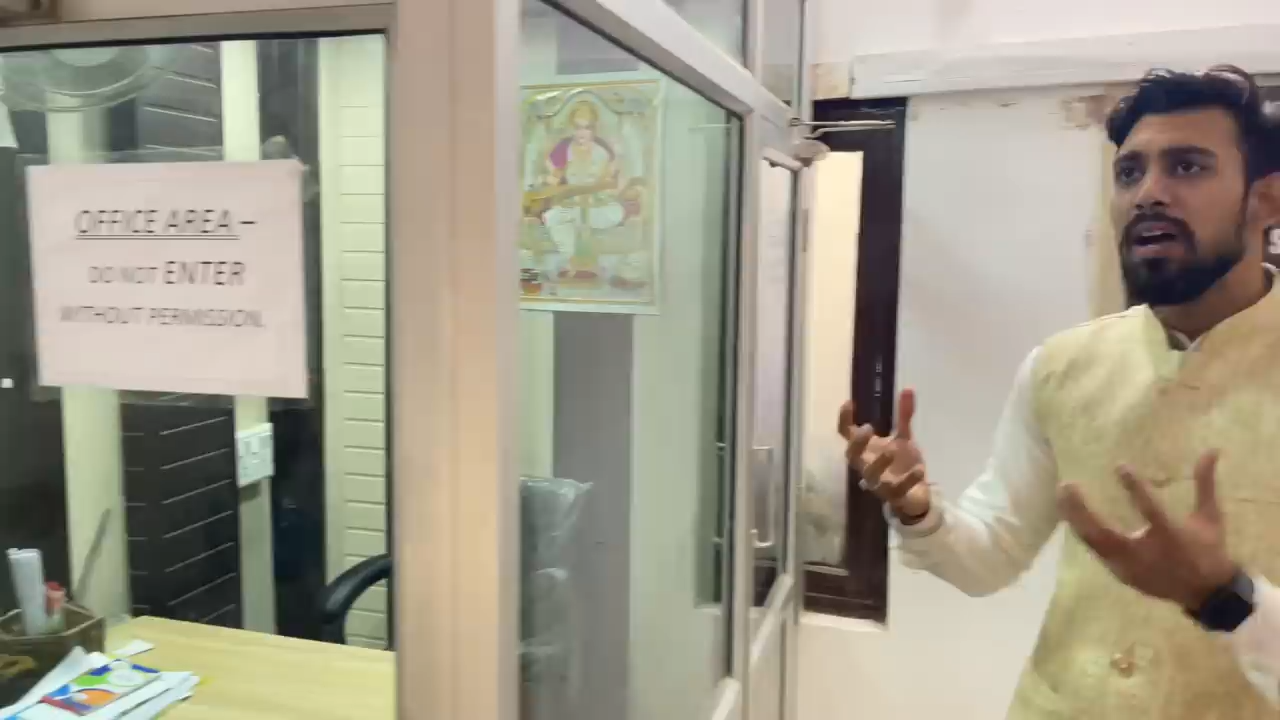 OFFICE AREA –
DO NOT ENTER
WITHOUT PERMISSION.